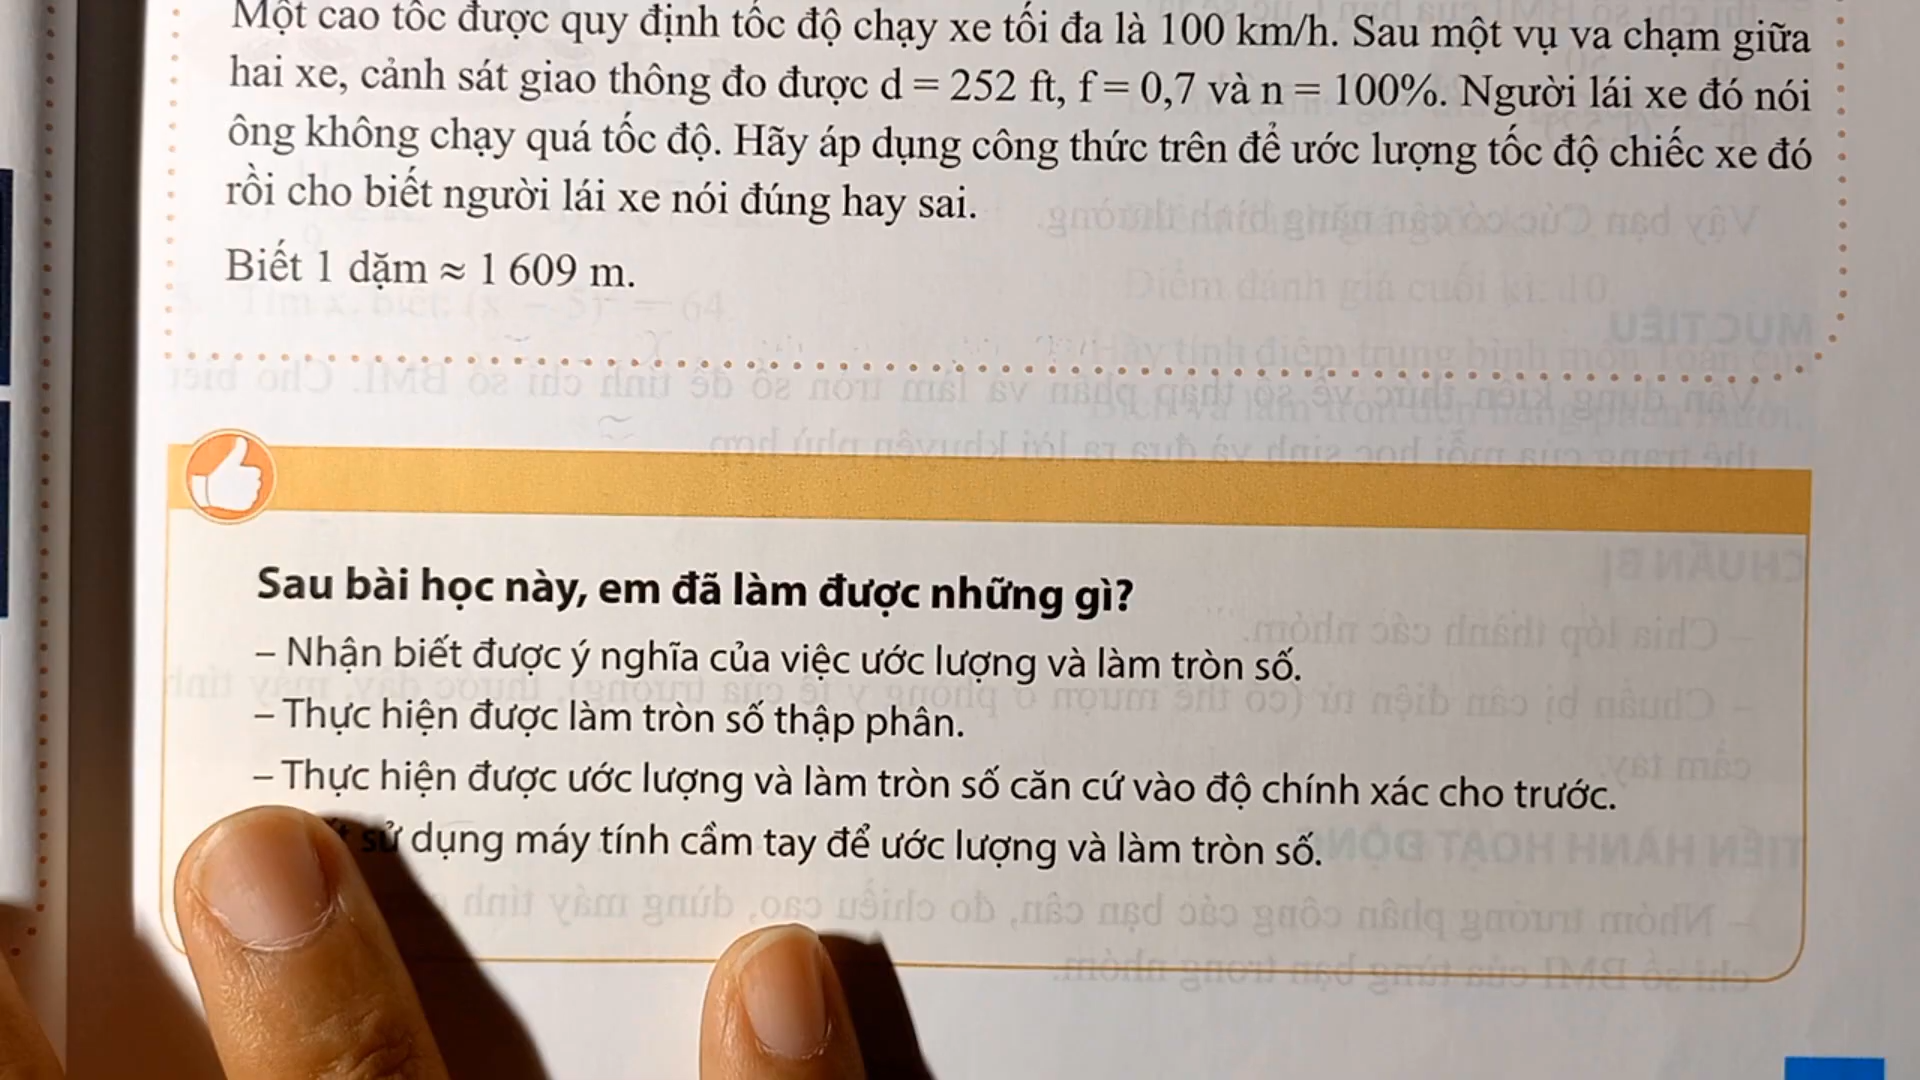 Một cao tốc được quy định tốc độ chạy xe tối đa là 100 km/h. Sau một vụ va chạm giữa
hai xe, cảnh sát giao thông đo được d = 252 ft, f = 0,7 và n = 100%. Người lái xe đó nói
ông không chạy quá tốc độ. Hãy áp dụng công thức trên để ước lượng tốc độ chiếc xe đó
rồi cho biết người lái xe nói đúng hay sai.
Biết 1 dặm ≈ 1 609 m.
Sau bài học này, em đã làm được những gì?
– Nhận biết được ý nghĩa của việc ước lượng và làm tròn số.
– Thực hiện được làm tròn số thập phân.
– Thực hiện được ước lượng và làm tròn số căn cứ vào độ chính xác cho trước.
sử dụng máy tính cầm tay để ước lượng và làm tròn số.